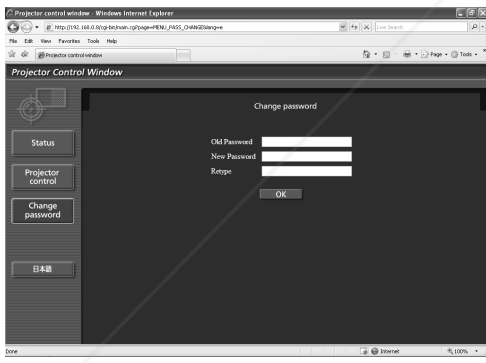 Projector control window - Windows Internet Explorer
http://192.168.0.8/cgi-bin/main.cgi?page=MENU_PASS_CHANGE&lang=e
Live Search
File Edit View Favorites Tools Help
Projector control window
Page Tools
Projector Control Window
Change password
Status
Projector control
Change password
日本語
Old Password
New Password
Retype
OK
Done
Internet
100%